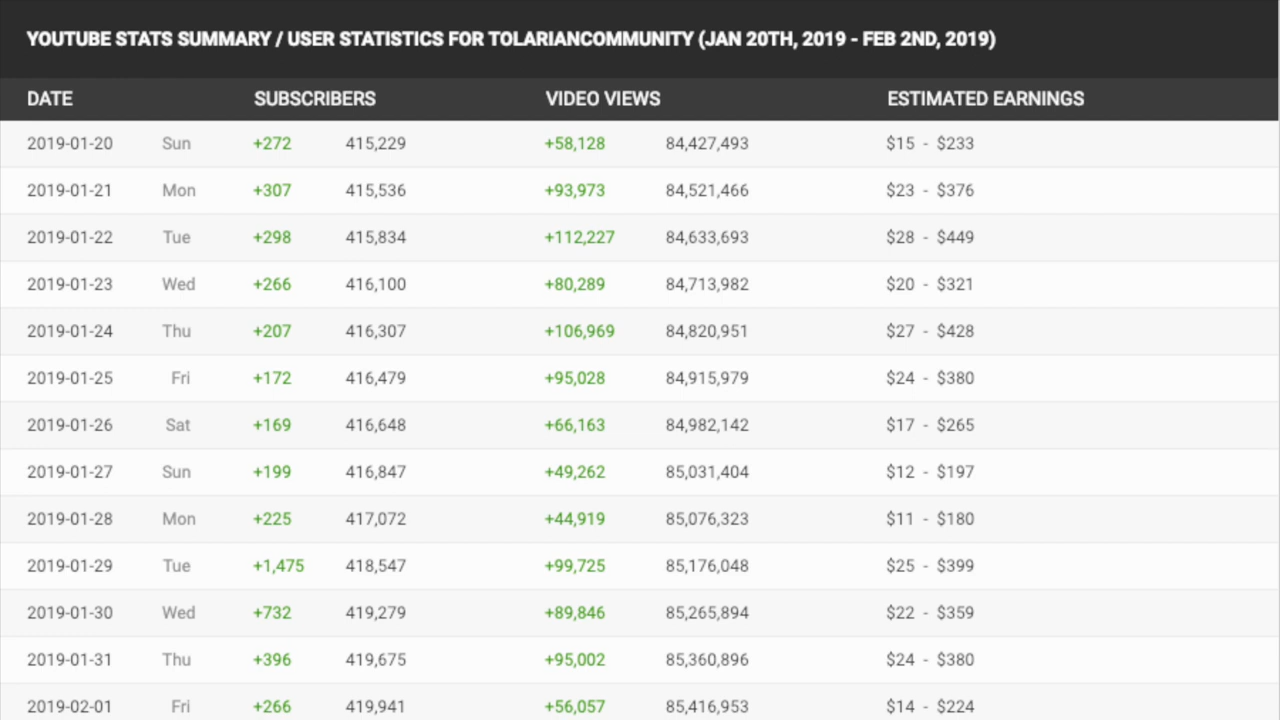 YOUTUBE STATS SUMMARY / USER STATISTICS FOR TOLARIANCOMMUNITY (JAN 20TH, 2019 - FEB 2ND, 2019)
DATE SUBSCRIBERS VIDEO VIEWS ESTIMATED EARNINGS
2019-01-20 Sun +272 415,229 +58,128 84,427,493 $15 - $233
2019-01-21 Mon +307 415,536 +93,973 84,521,466 $23 - $376
2019-01-22 Tue +298 415,834 +112,227 84,633,693 $28 - $449
2019-01-23 Wed +266 416,100 +80,289 84,713,982 $20 - $321
2019-01-24 Thu +207 416,307 +106,969 84,820,951 $27 - $428
2019-01-25 Fri +172 416,479 +95,028 84,915,979 $24 - $380
2019-01-26 Sat +169 416,648 +66,163 84,982,142 $17 - $265
2019-01-27 Sun +199 416,847 +49,262 85,031,404 $12 - $197
2019-01-28 Mon +225 417,072 +44,919 85,076,323 $11 - $180
2019-01-29 Tue +1,475 418,547 +99,725 85,176,048 $25 - $399
2019-01-30 Wed +732 419,279 +89,846 85,265,894 $22 - $359
2019-01-31 Thu +396 419,675 +95,002 85,360,896 $24 - $380
2019-02-01 Fri +266 419,941 +56,057 85,416,953 $14 - $224